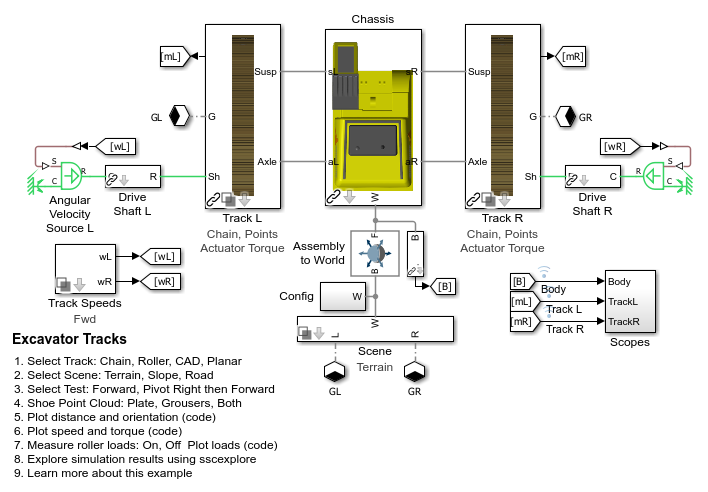 Chassis
[mL]
[mR]
Susp
sL
sR
Susp
GL
G
G
GR
[wL]
[wR]
S
C
R
Axle
aL
aR
Axle
S
C
R
R
Sh
Sh
C
Angular
Velocity
Source L
Drive
Shaft L
Track L
Chain, Points
Actuator Torque
W
Track R
Chain, Points
Actuator Torque
Drive
Shaft R
Assembly
to World
F
B
B
[B]
wL
[wL]
wR
[wR]
Track Speeds
Fwd
Config
W
W
L
R
Scene
Terrain
GL
GR
[B]
Body
Body
[mL]
Track L
TrackL
[mR]
Track R
TrackR
Scopes
Excavator Tracks
1. Select Track: Chain, Roller, CAD, Planar
2. Select Scene: Terrain, Slope, Road
3. Select Test: Forward, Pivot Right then Forward
4. Shoe Point Cloud: Plate, Grousers, Both
5. Plot distance and orientation (code)
6. Plot speed and torque (code)
7. Measure roller loads: On, Off  Plot loads (code)
8. Explore simulation results using sscexplore
9. Learn more about this example